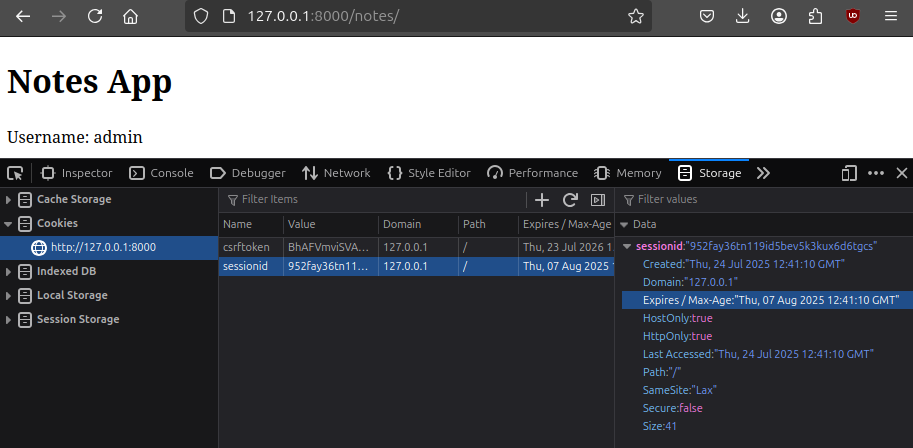 127.0.0.1:8000/notes/
Notes App
Username: admin
Inspector Console Debugger Network Style Editor Performance Memory Storage
Cache Storage
Cookies
http://127.0.0.1:8000
Indexed DB
Local Storage
Session Storage
Filter Items
Name Value Domain Path Expires / Max-Age
csrftoken BhAFVmviSVA... 127.0.0.1 / Thu, 23 Jul 2026 1
sessionid 952fay36tn11... 127.0.0.1 / Thu, 07 Aug 2025 1
Filter values
Data
sessionid:"952fay36tn119id5bev5k3kux6d6tgcs"
Created:"Thu, 24 Jul 2025 12:41:10 GMT"
Domain:"127.0.0.1"
Expires / Max-Age:"Thu, 07 Aug 2025 12:41:10 GMT"
HostOnly:true
HttpOnly:true
Last Accessed:"Thu, 24 Jul 2025 12:41:10 GMT"
Path:"/"
SameSite:"Lax"
Secure:false
Size:41